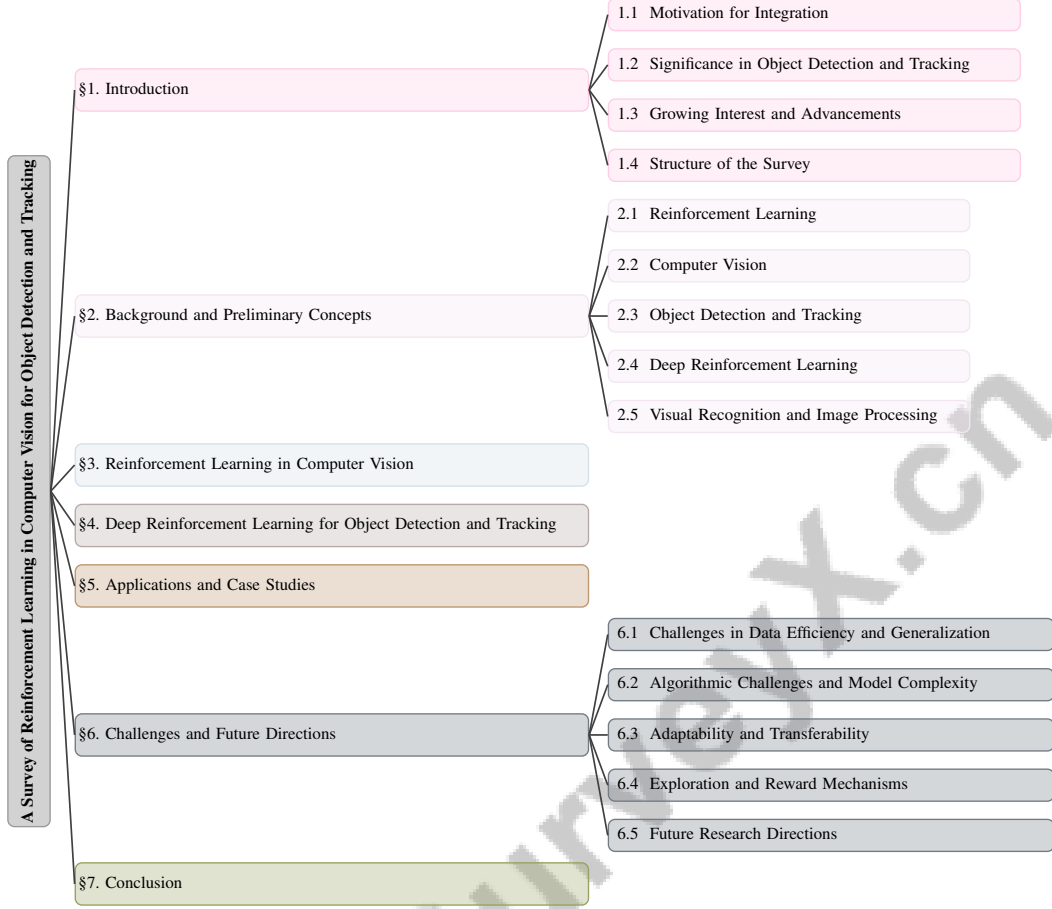 A Survey of Reinforcement Learning in Computer Vision for Object Detection and Tracking
§1. Introduction
1.1 Motivation for Integration
1.2 Significance in Object Detection and Tracking
1.3 Growing Interest and Advancements
1.4 Structure of the Survey
§2. Background and Preliminary Concepts
2.1 Reinforcement Learning
2.2 Computer Vision
2.3 Object Detection and Tracking
2.4 Deep Reinforcement Learning
2.5 Visual Recognition and Image Processing
§3. Reinforcement Learning in Computer Vision
§4. Deep Reinforcement Learning for Object Detection and Tracking
§5. Applications and Case Studies
§6. Challenges and Future Directions
6.1 Challenges in Data Efficiency and Generalization
6.2 Algorithmic Challenges and Model Complexity
6.3 Adaptability and Transferability
6.4 Exploration and Reward Mechanisms
6.5 Future Research Directions
§7. Conclusion
urveyx.cn